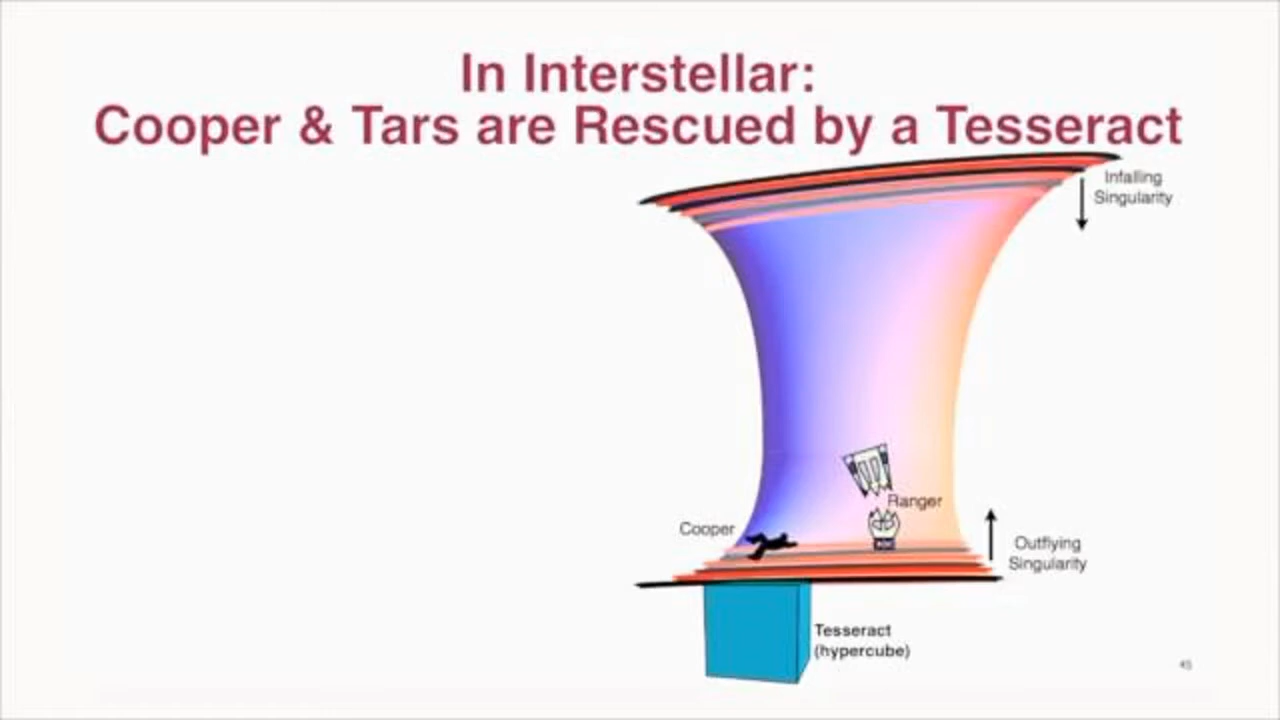 In Interstellar:
Cooper & Tars are Rescued by a Tesseract
Infalling
Singularity
Ranger
Cooper
Outflying
Singularity
Tesseract
(hypercube)
45